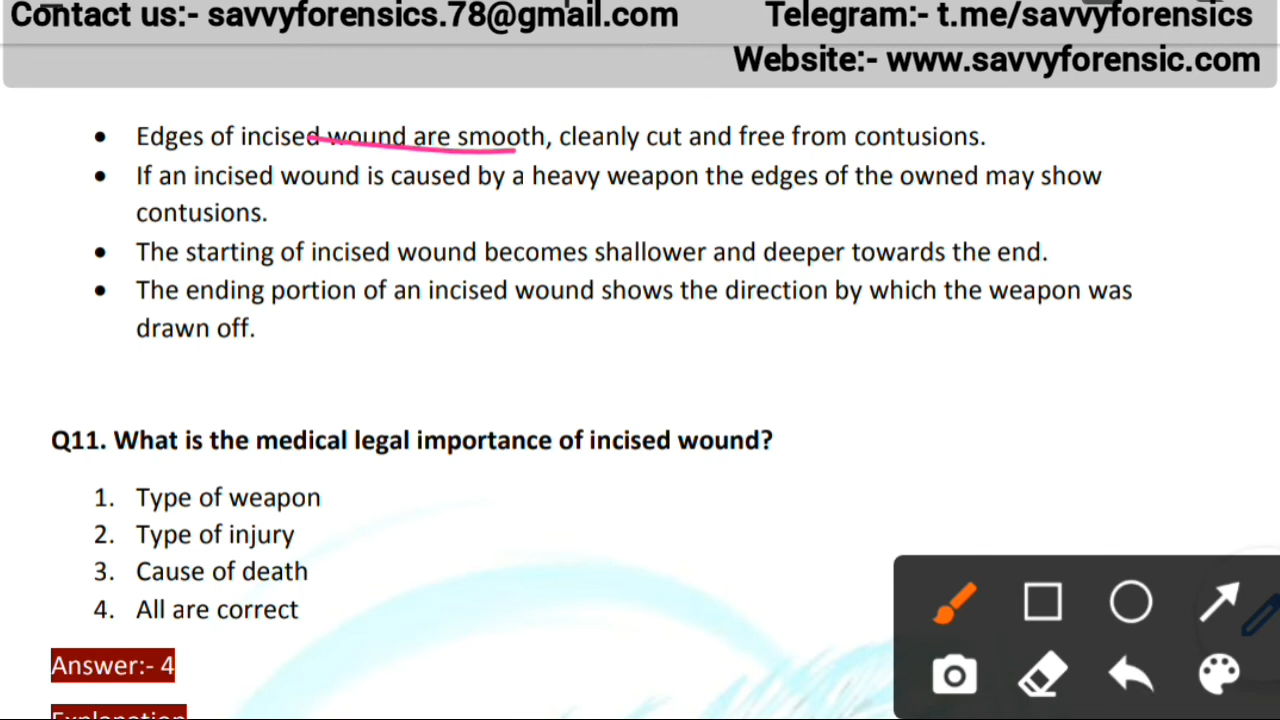 Contact us:- savvyforensics.78@gmail.com Telegram:- t.me/savvyforensics
Website:- www.savvyforensic.com
• Edges of incised wound are smooth, cleanly cut and free from contusions.
• If an incised wound is caused by a heavy weapon the edges of the owned may show
contusions.
• The starting of incised wound becomes shallower and deeper towards the end.
• The ending portion of an incised wound shows the direction by which the weapon was
drawn off.
Q11. What is the medical legal importance of incised wound?
1. Type of weapon
2. Type of injury
3. Cause of death
4. All are correct
Answer:- 4
Explanation